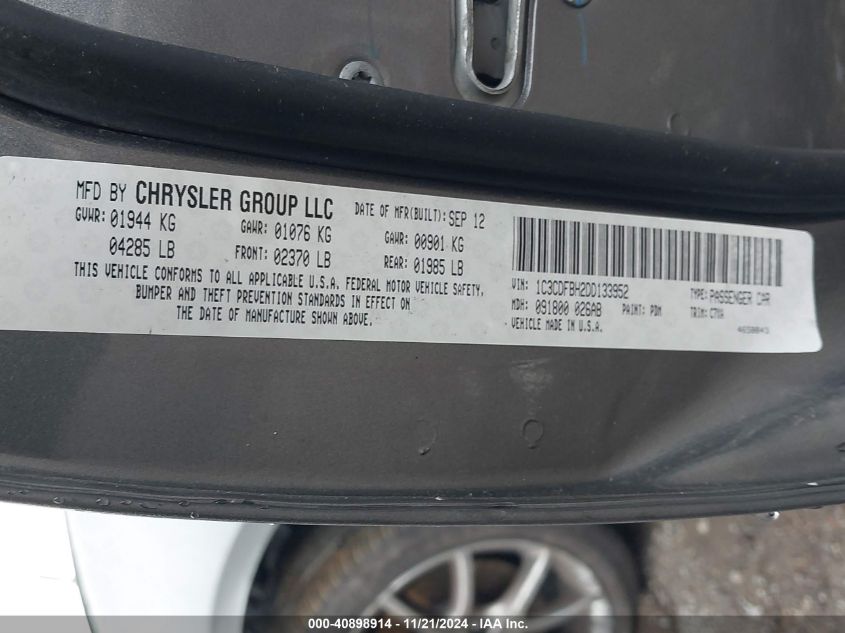 MFD BY CHRYSLER GROUP LLC
DATE OF MFR(BUILT): SEP 12
GVWR: 01944 KG
GAWR: 01076 KG
GAWR: 00901 KG
04285 LB
FRONT: 02370 LB
REAR: 01985 LB
THIS VEHICLE CONFORMS TO ALL APPLICABLE U.S.A. FEDERAL MOTOR VEHICLE SAFETY,
BUMPER AND THEFT PREVENTION STANDARDS IN EFFECT ON
THE DATE OF MANUFACTURE SHOWN ABOVE.
VIN: 1C3CDFBH2DD133952
TYPE: PASSENGER CAR
MDH: 091800 026AB
PAINT: PDM
TRIM:
VEHICLE MADE IN U.S.A.
000-40898914 - 11/21/2024 - IAA Inc.